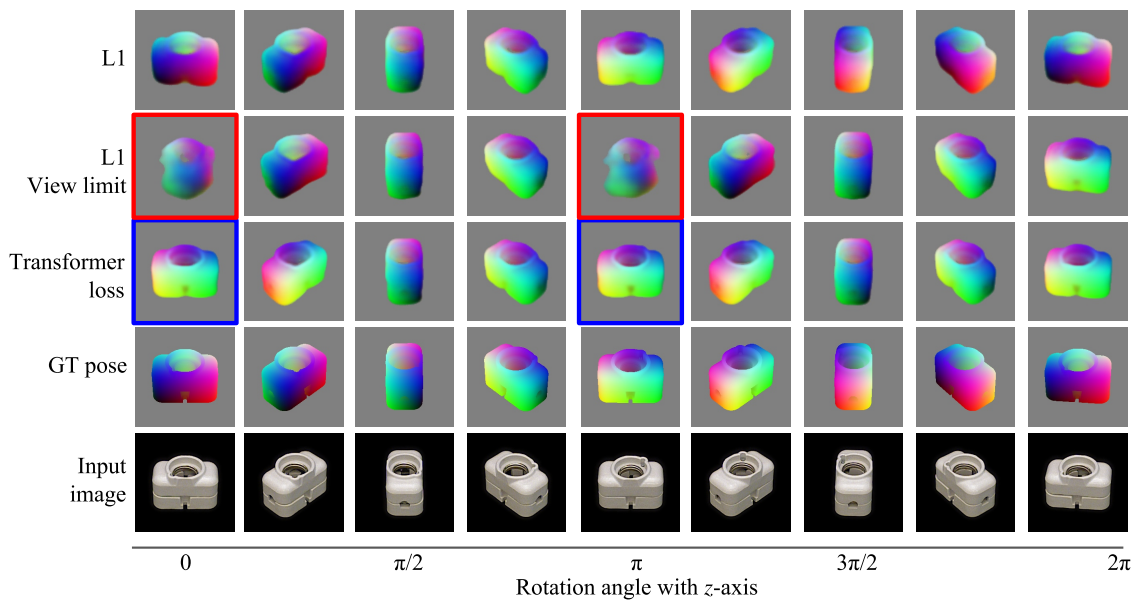 L1
L1
View limit
Transformer
loss
GT pose
Input
image
0 π/2 π 3π/2 2π
Rotation angle with z-axis